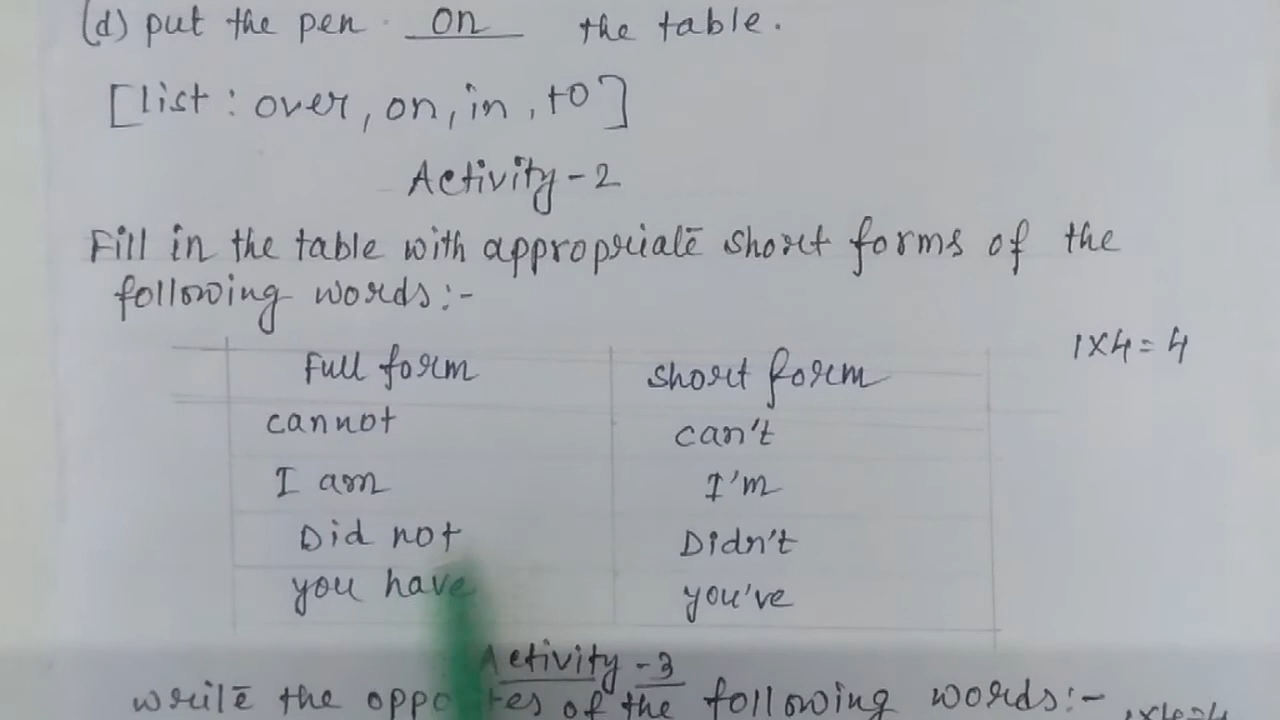 (d) put the pen on the table.
[list : over, on, in, to]
Activity-2
Fill in the table with appropriate short forms of the
following words:-
1×4=4
Full form short form
cannot can't
I am I'm
Did not Didn't
you have you've
Activity-3
write the of the following words:-